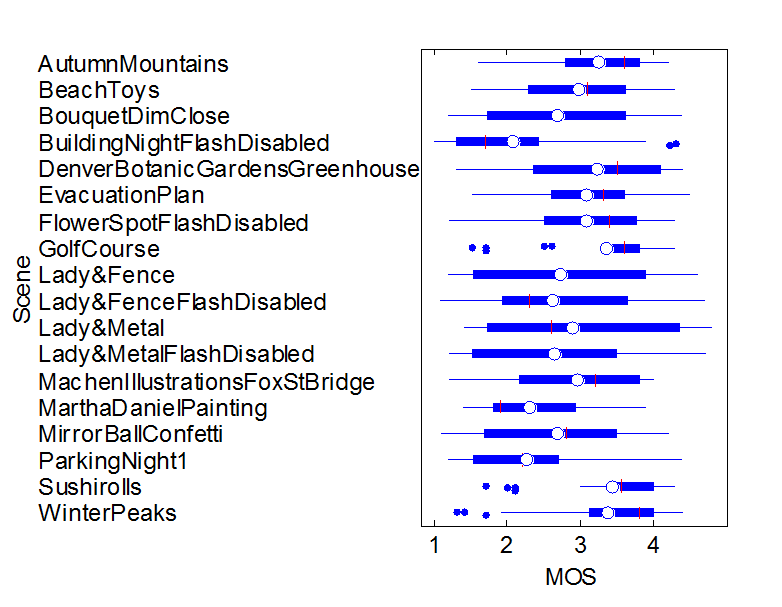 AutumnMountains
BeachToys
BouquetDimClose
BuildingNightFlashDisabled
DenverBotanicGardensGreenhouse
EvacuationPlan
FlowerSpotFlashDisabled
GolfCourse
Lady&Fence
Lady&FenceFlashDisabled
Lady&Metal
Lady&MetalFlashDisabled
MachenIllustrationsFoxStBridge
MarthaDanielPainting
MirrorBallConfetti
ParkingNight1
Sushirolls
WinterPeaks
Scene
1 2 3 4
MOS